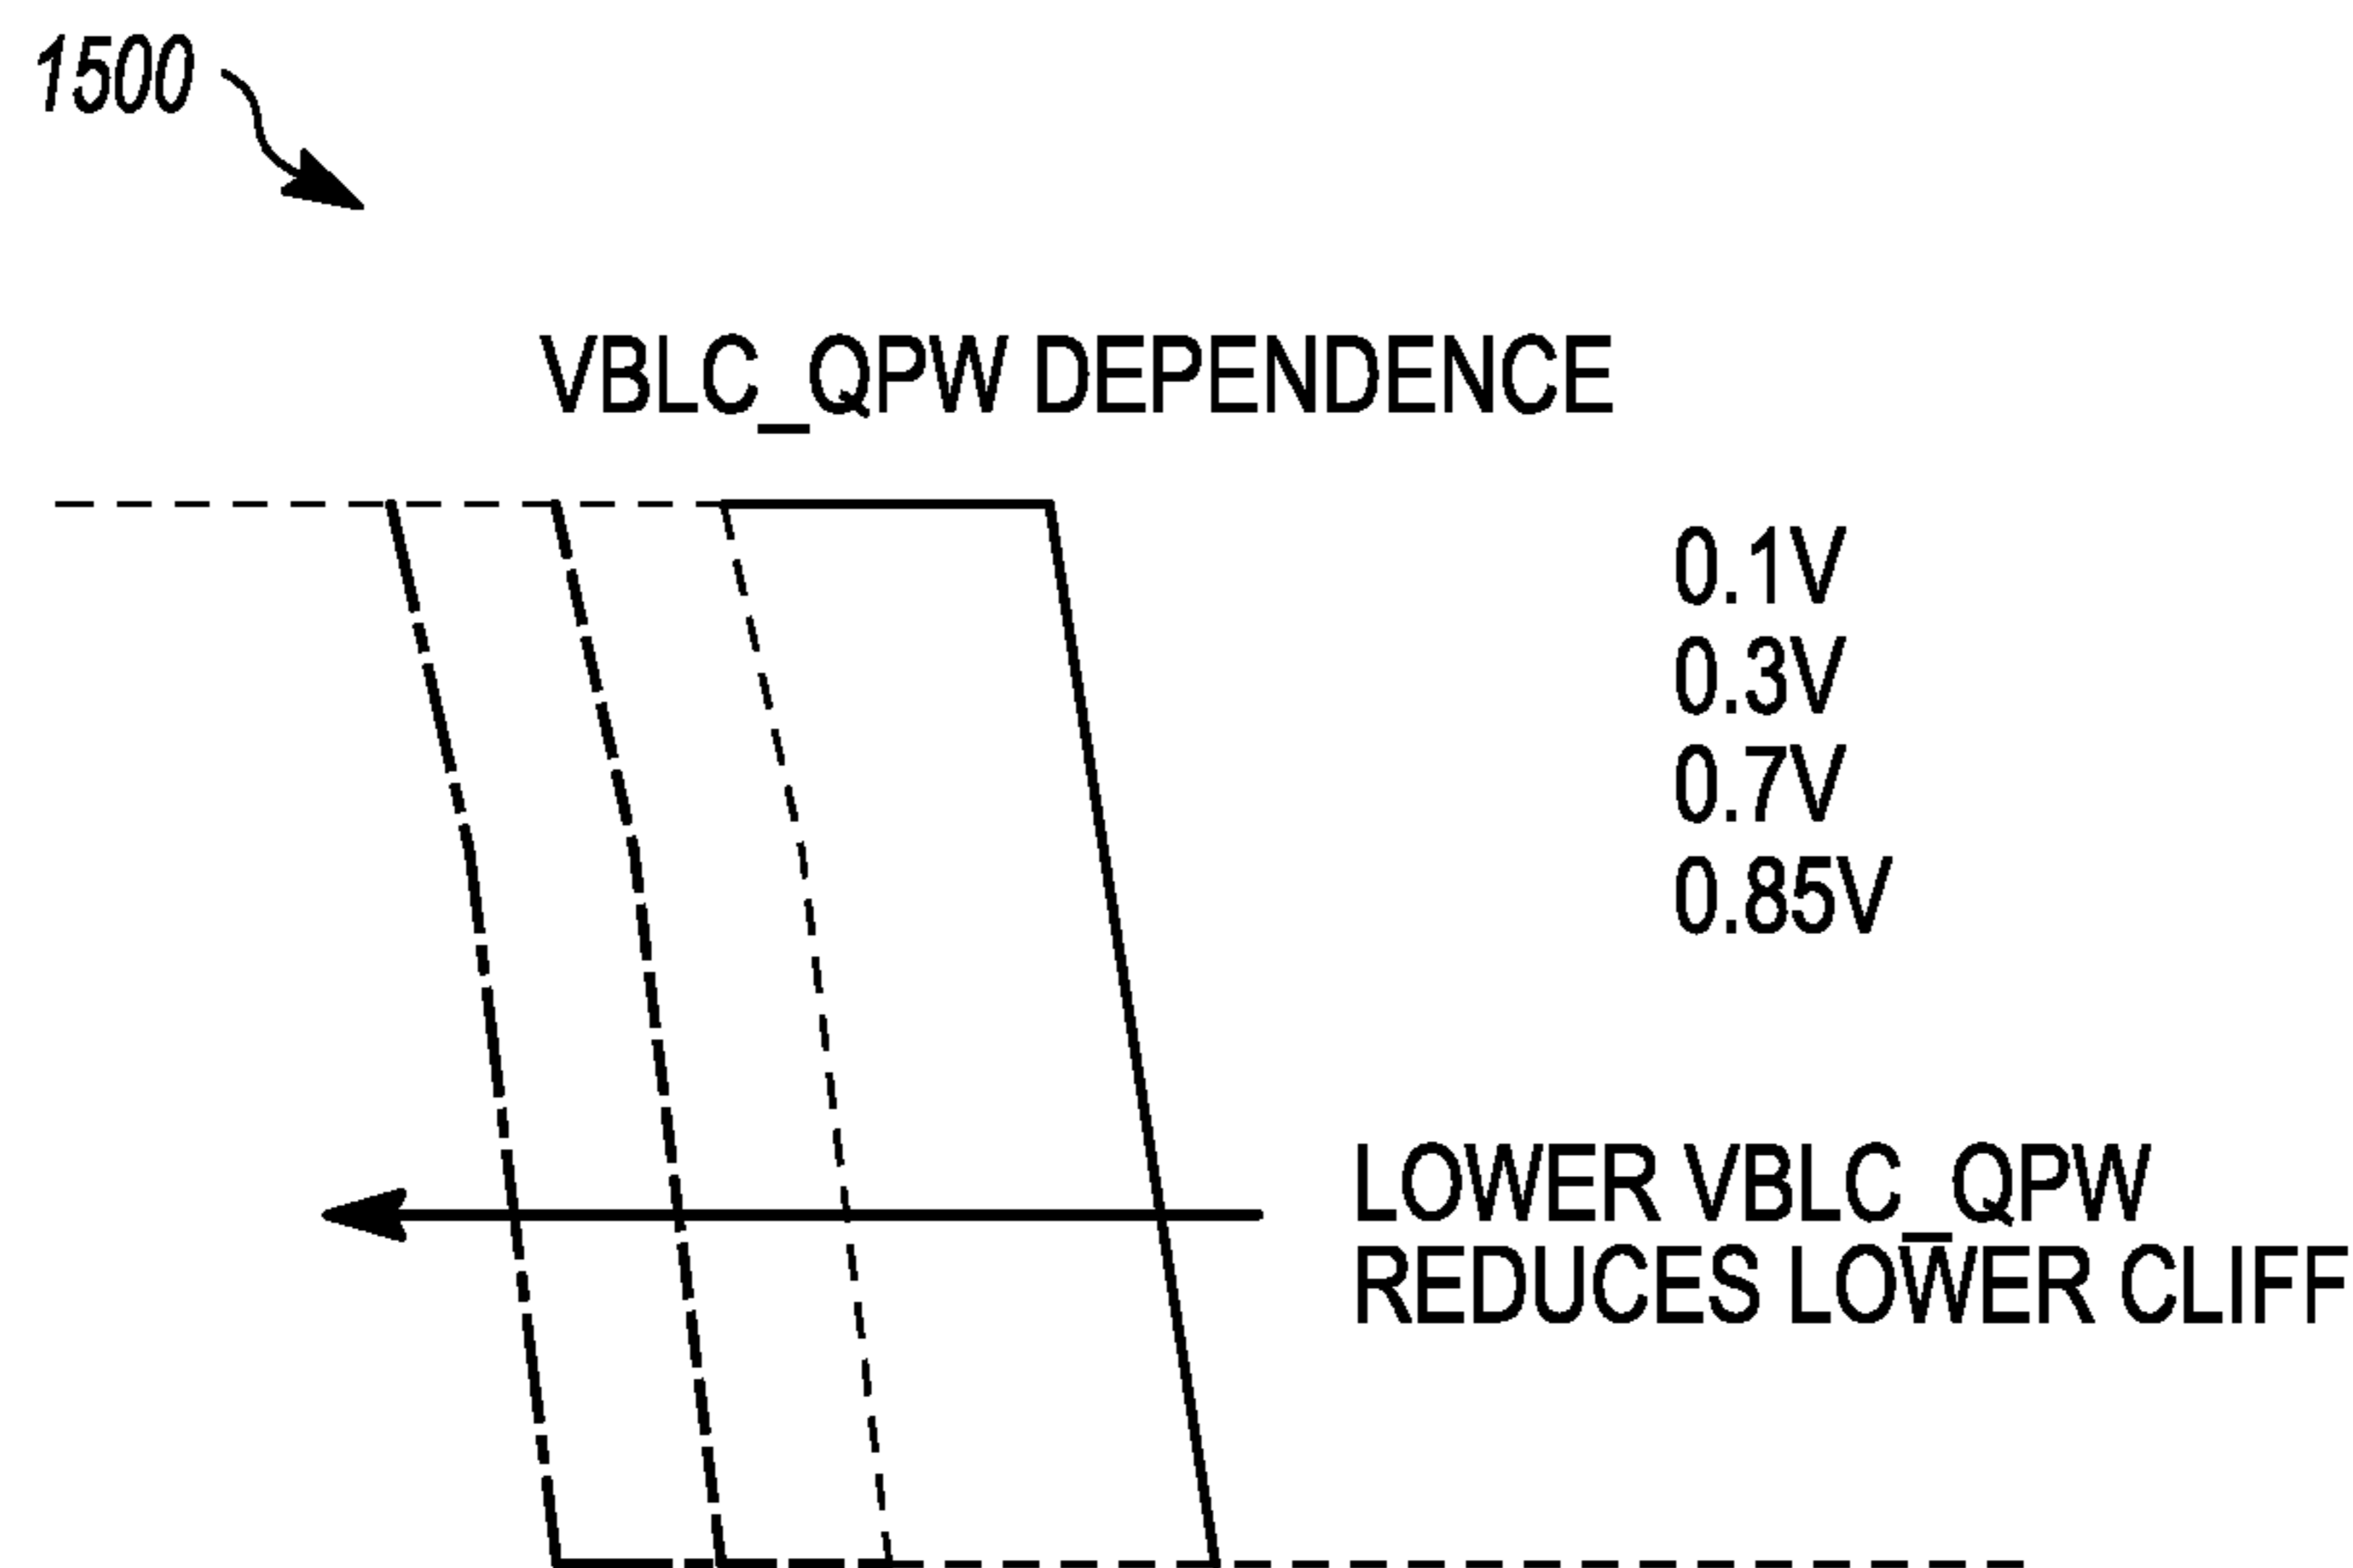 1500
VBLC_QPW DEPENDENCE
0.1V
0.3V
0.7V
0.85V
LOWER VBLC_QPW
REDUCES LOWER CLIFF